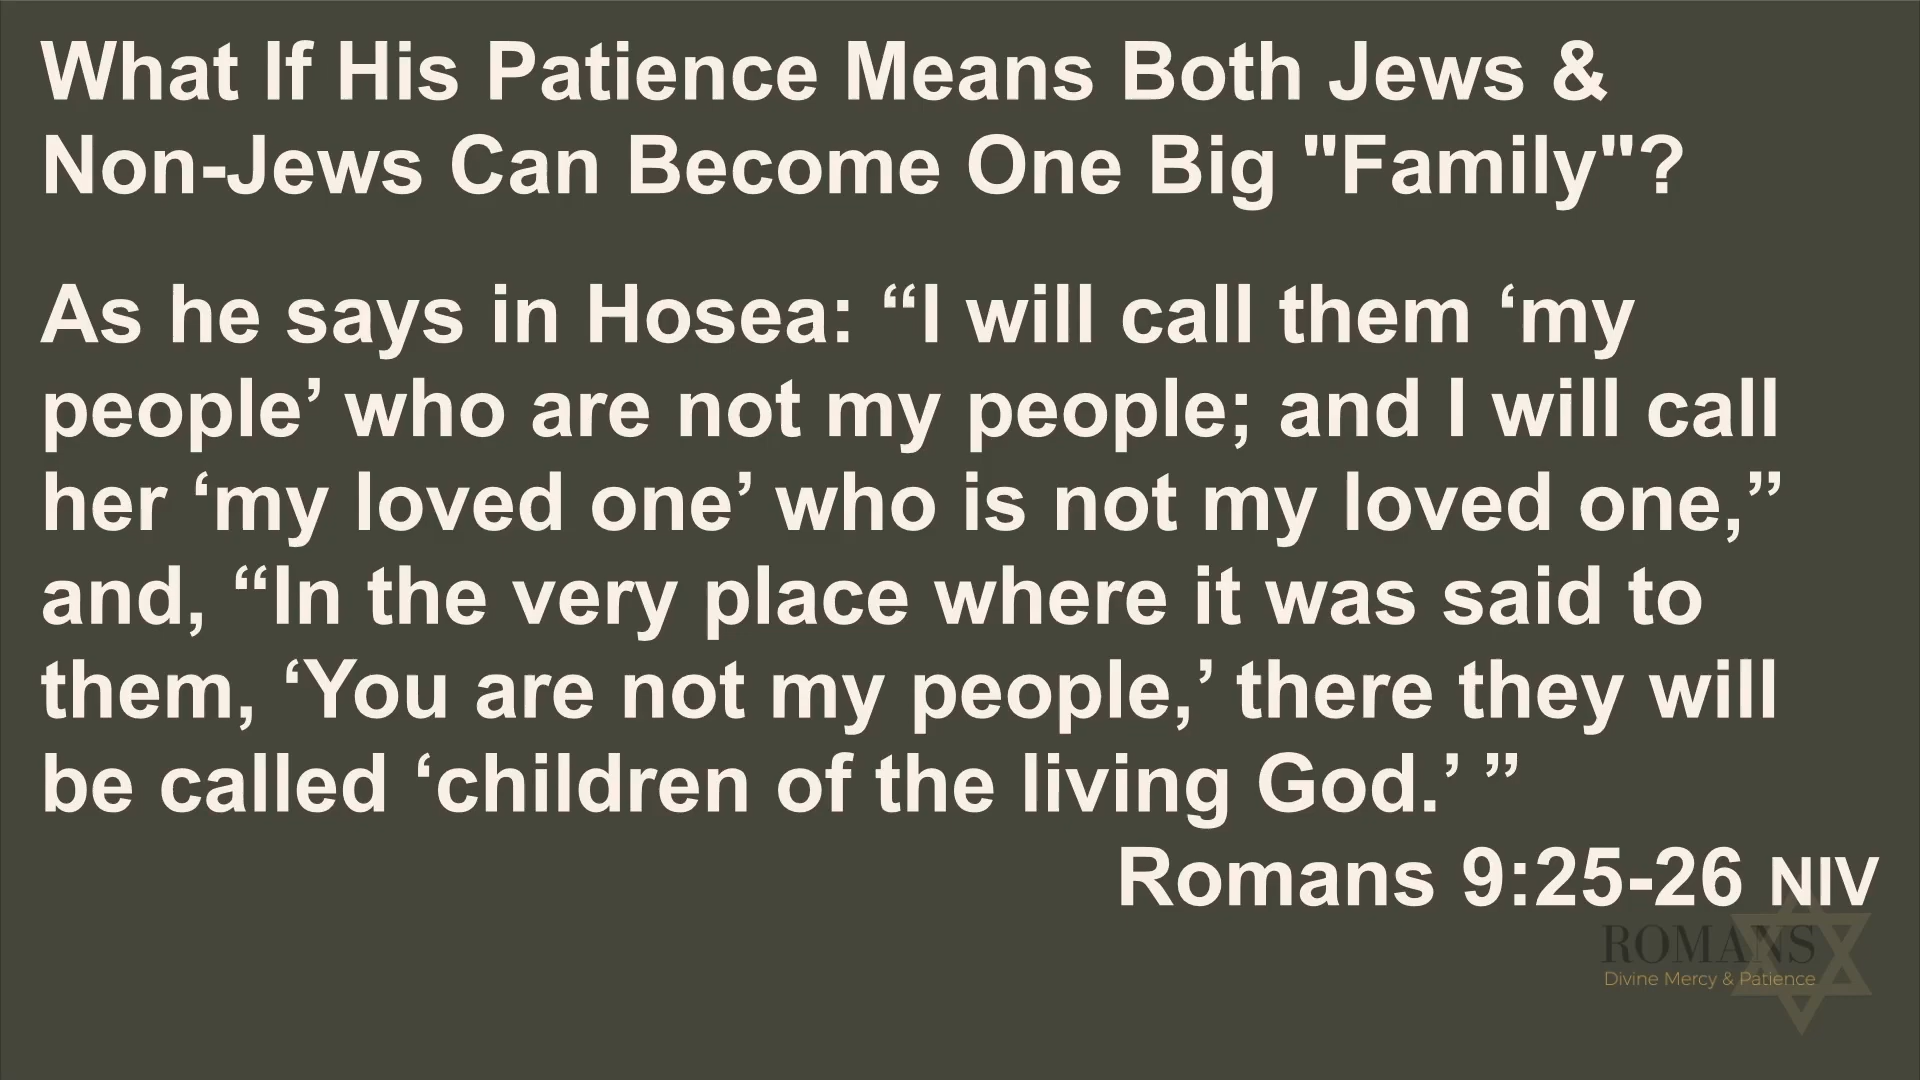 What If His Patience Means Both Jews &
Non-Jews Can Become One Big "Family"?
As he says in Hosea: “I will call them ‘my
people’ who are not my people; and I will call
her ‘my loved one’ who is not my loved one,”
and, “In the very place where it was said to
them, ‘You are not my people,’ there they will
be called ‘children of the living God.’ ”
Romans 9:25-26 NIV
ROMANS
Divine Mercy & Patience